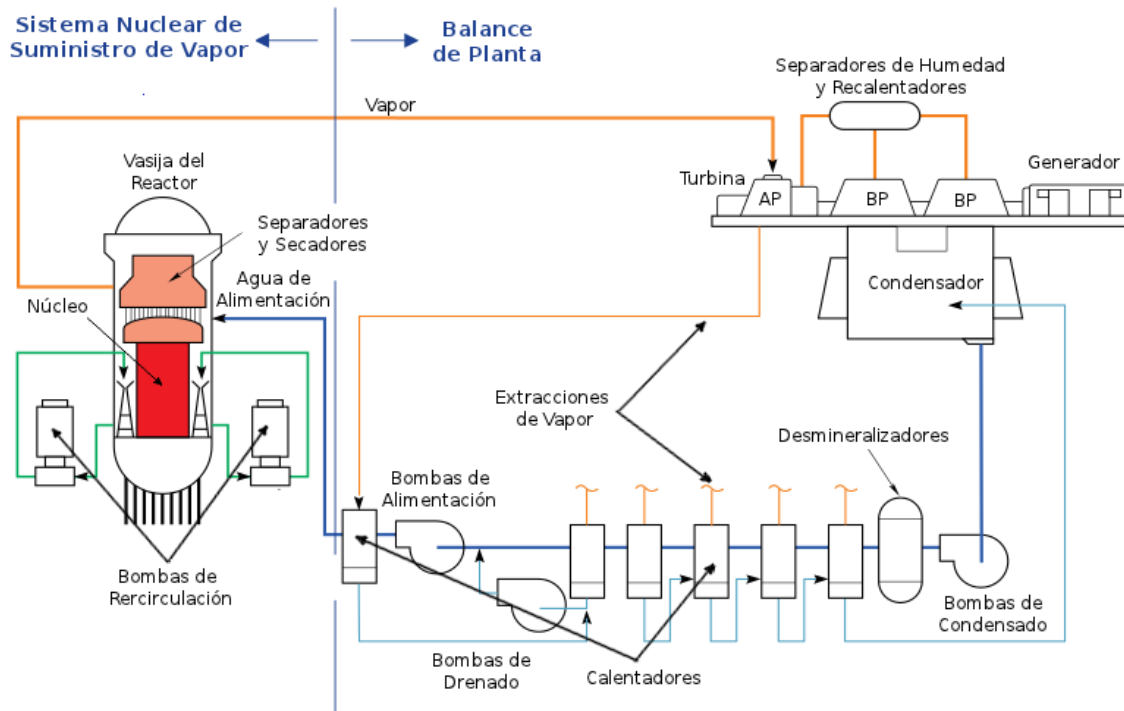 Sistema Nuclear de
Suministro de Vapor
Balance
de Planta
Separadores de Humedad
y Recalentadores
Vapor
Vasija del
Reactor
Turbina
Generador
AP
BP
BP
Separadores
y Secadores
Agua de
Alimentación
Condensador
Núcleo
Extracciones
de Vapor
Desmineralizadores
Bombas de
Alimentación
Bombas de
Rercirculación
Bombas de
Condensado
Bombas de
Drenado
Calentadores